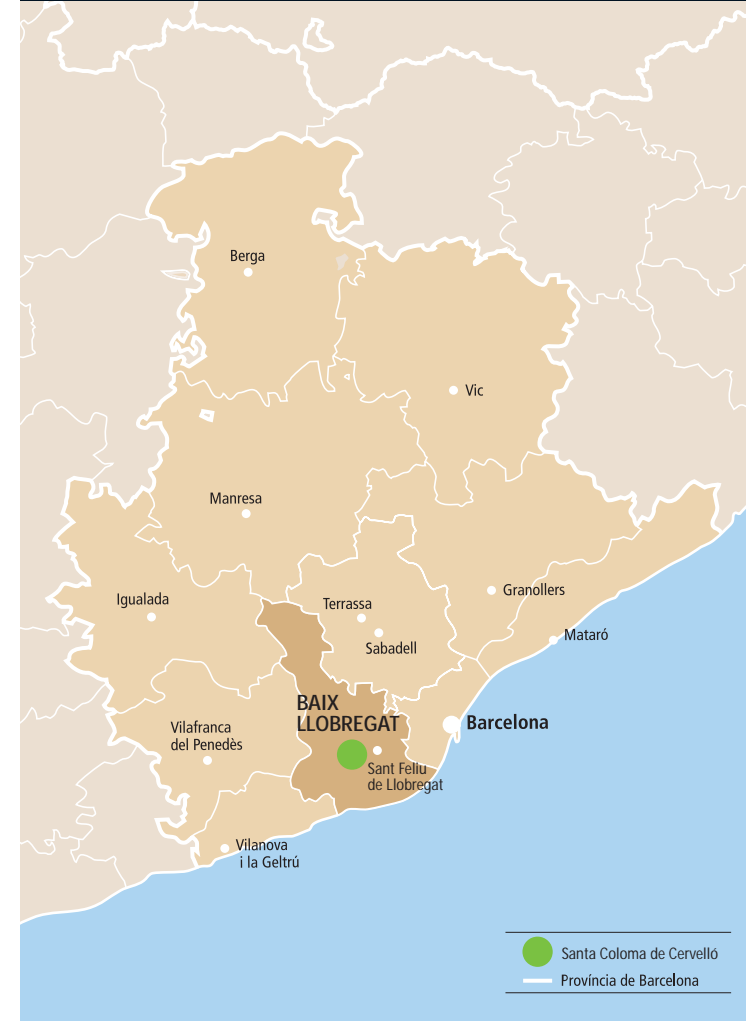 Berga
Vic
Manresa
Granollers
Igualada
Terrassa
Sabadell
Mataró
BAIX
LLOBREGAT
Barcelona
Vilafranca
del Penedès
Sant Feliu
de Llobregat
Vilanova
i la Geltrú
Santa Coloma de Cervelló
Província de Barcelona